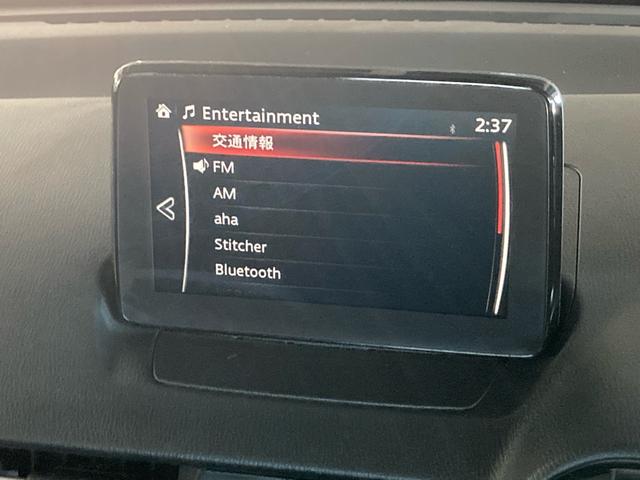 Entertainment
2:37
交通情報
FM
AM
aha
Stitcher
Bluetooth